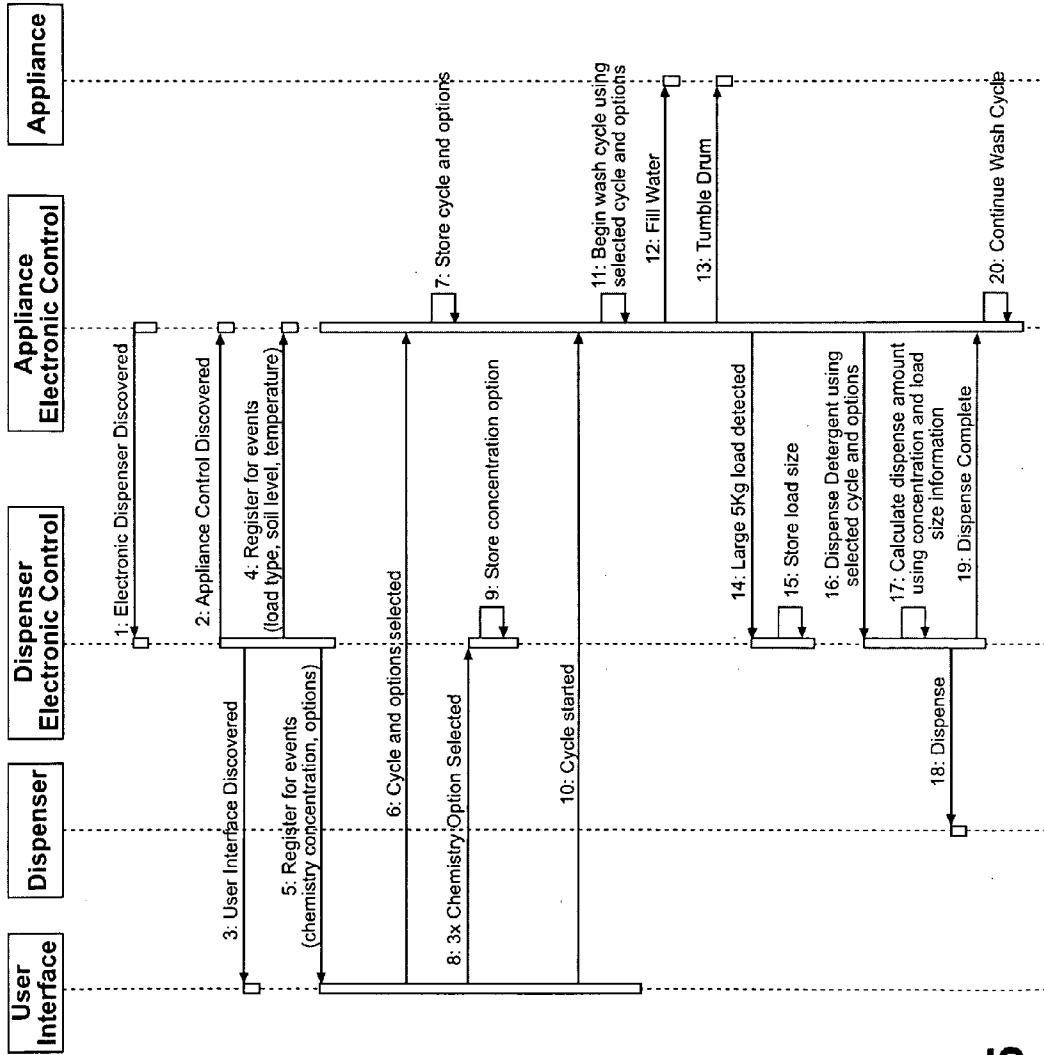 User
Interface
Dispenser
Dispenser
Electronic Control
Appliance
Electronic Control
Appliance
1: Electronic Dispenser Discovered
2: Appliance Control Discovered
3: User Interface Discovered
4: Register for events
(load type, soil level, temperature)
5: Register for events
(chemistry concentration, options)
6: Cycle and options selected
7: Store cycle and options
8: 3x Chemistry Option Selected
9: Store concentration option
10: Cycle started
11: Begin wash cycle using
selected cycle and options
12: Fill Water
13: Tumble Drum
14: Large 5Kg load detected
15: Store load size
16: Dispense Detergent using
selected cycle and options
17: Calculate dispense amount
using concentration and load
size information
18: Dispense
19: Dispense Complete
20: Continue Wash Cycle